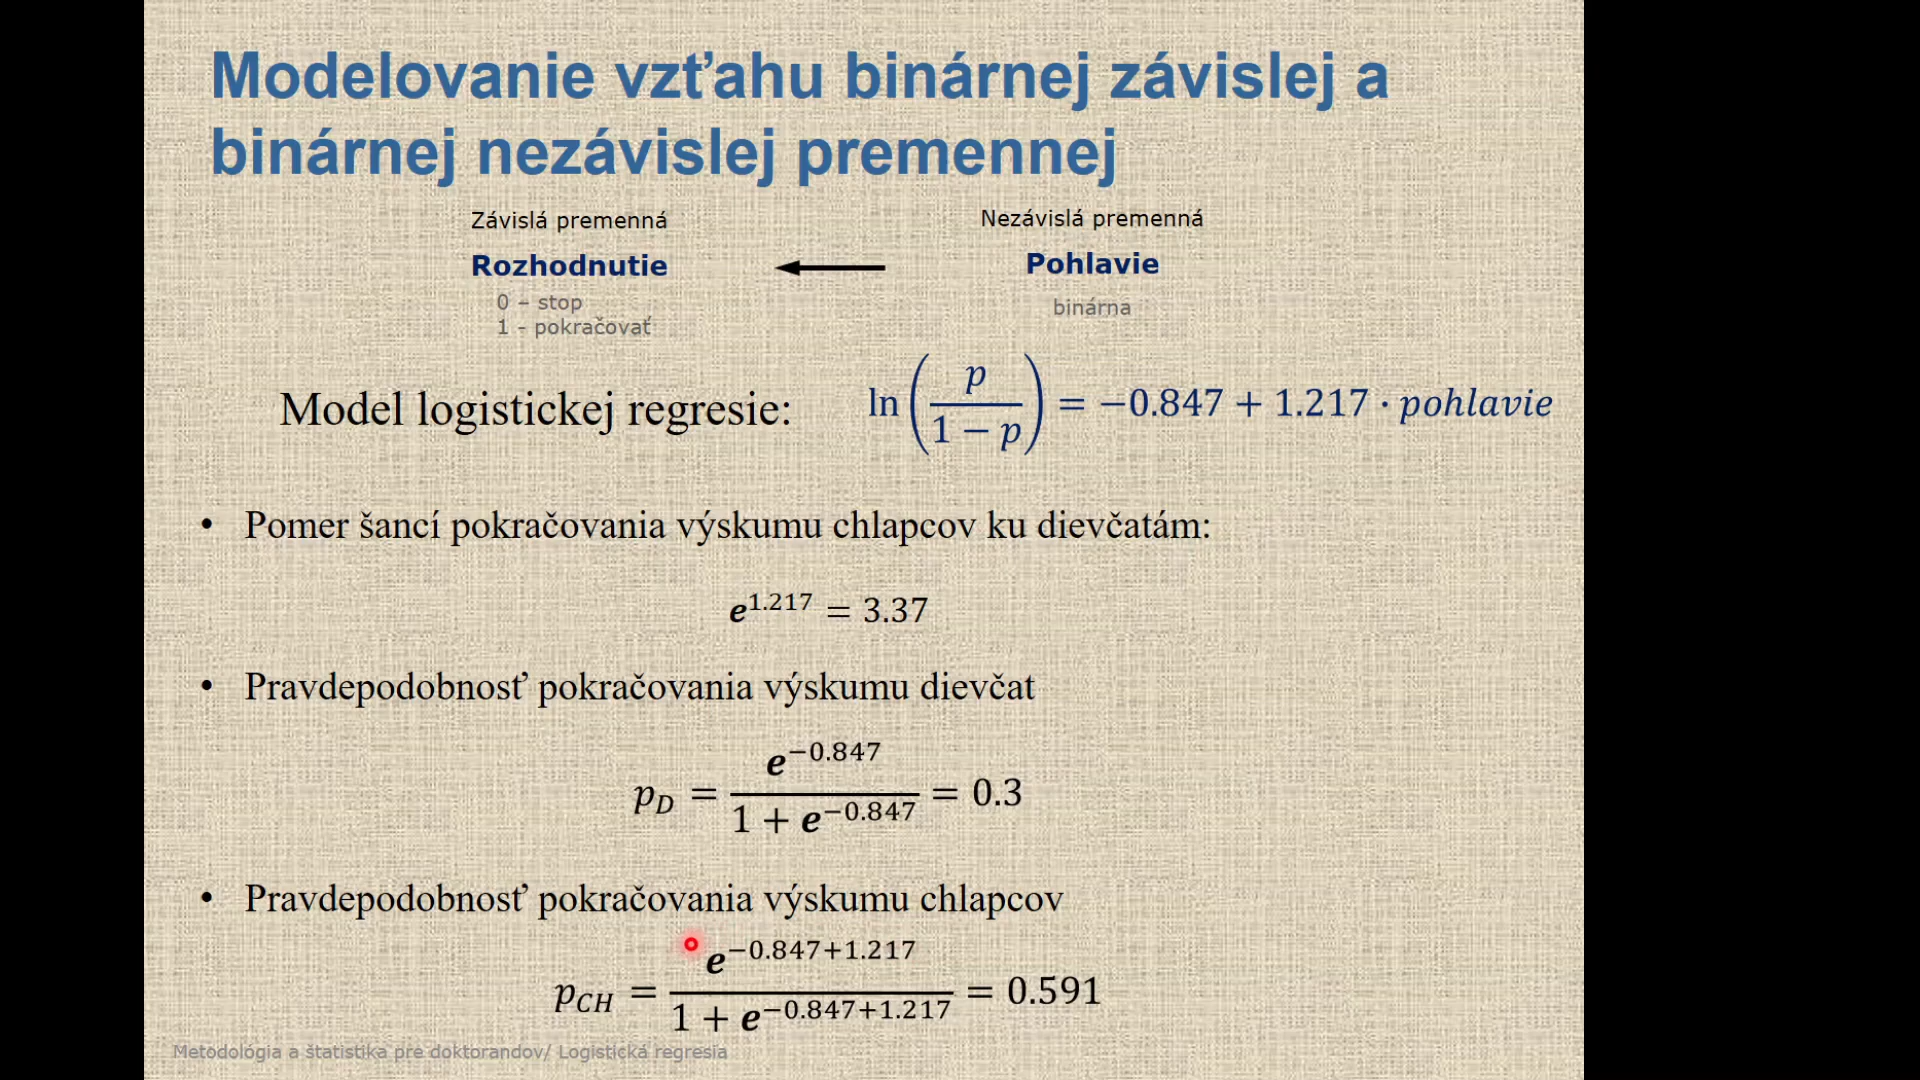 Modelovanie vzťahu binárnej závislej a
binárnej nezávislej premennej
Závislá premenná
Nezávislá premenná
Rozhodnutie
Pohlavie
0 – stop
1 - pokračovať
binárna
Model logistickej regresie:
ln(p/(1 − p)) = −0.847 + 1.217 · pohlavie
• Pomer šancí pokračovania výskumu chlapcov ku dievčatám:
e^1.217 = 3.37
• Pravdepodobnosť pokračovania výskumu dievčat
p_D = e^−0.847 / (1 + e^−0.847) = 0.3
• Pravdepodobnosť pokračovania výskumu chlapcov
p_CH = e^−0.847+1.217 / (1 + e^−0.847+1.217) = 0.591
Metodológia a štatistika pre doktorandov/ Logistická regresia